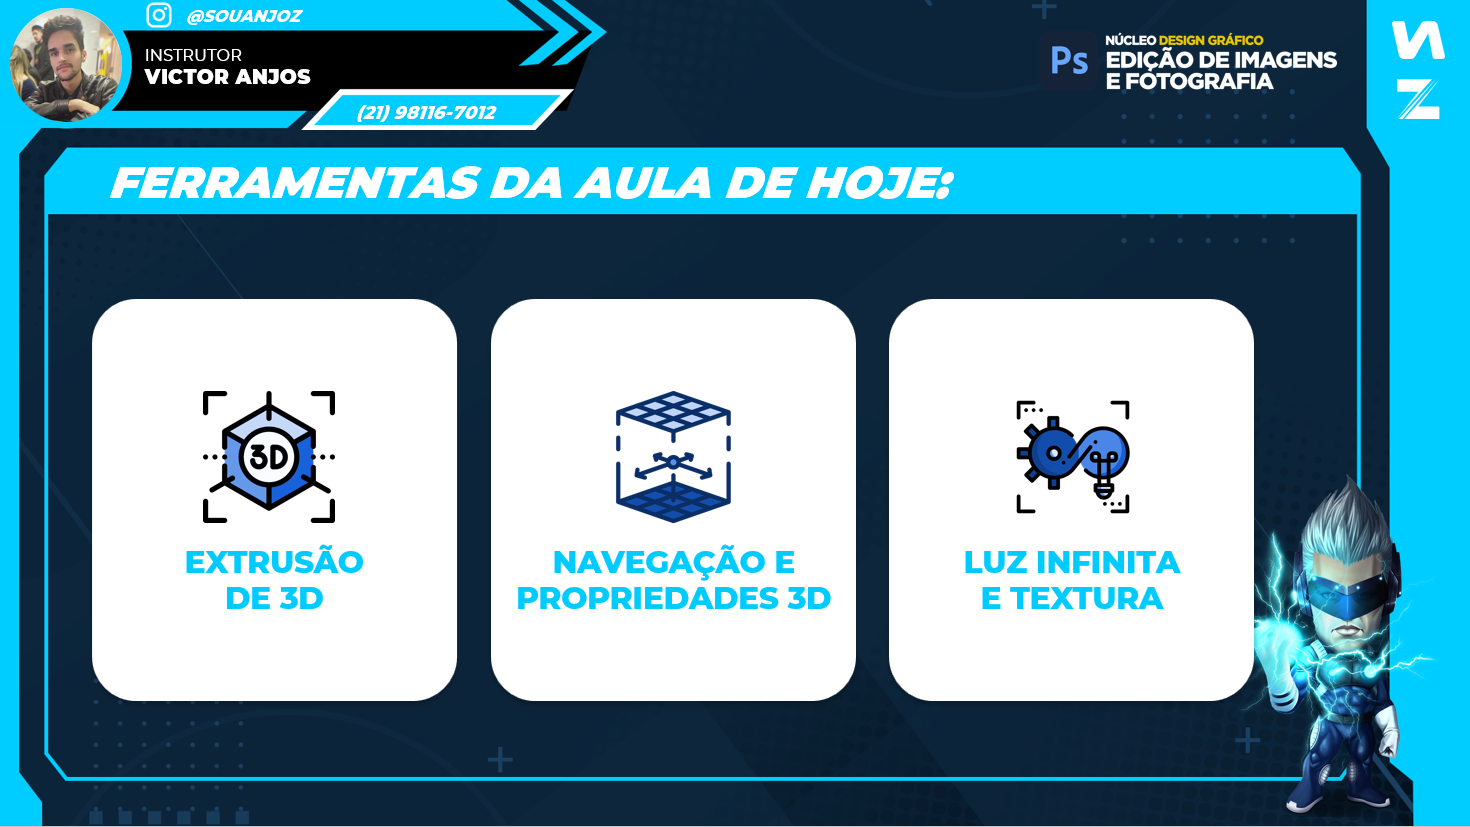 @SOUANJOZ
INSTRUTOR
VICTOR ANJOS
(21) 98116-7012
Ps
NÚCLEO DESIGN GRÁFICO
EDIÇÃO DE IMAGENS
E FOTOGRAFIA
NZ
FERRAMENTAS DA AULA DE HOJE:
3D
EXTRUSÃO
DE 3D
NAVEGAÇÃO E
PROPRIEDADES 3D
LUZ INFINITA
E TEXTURA